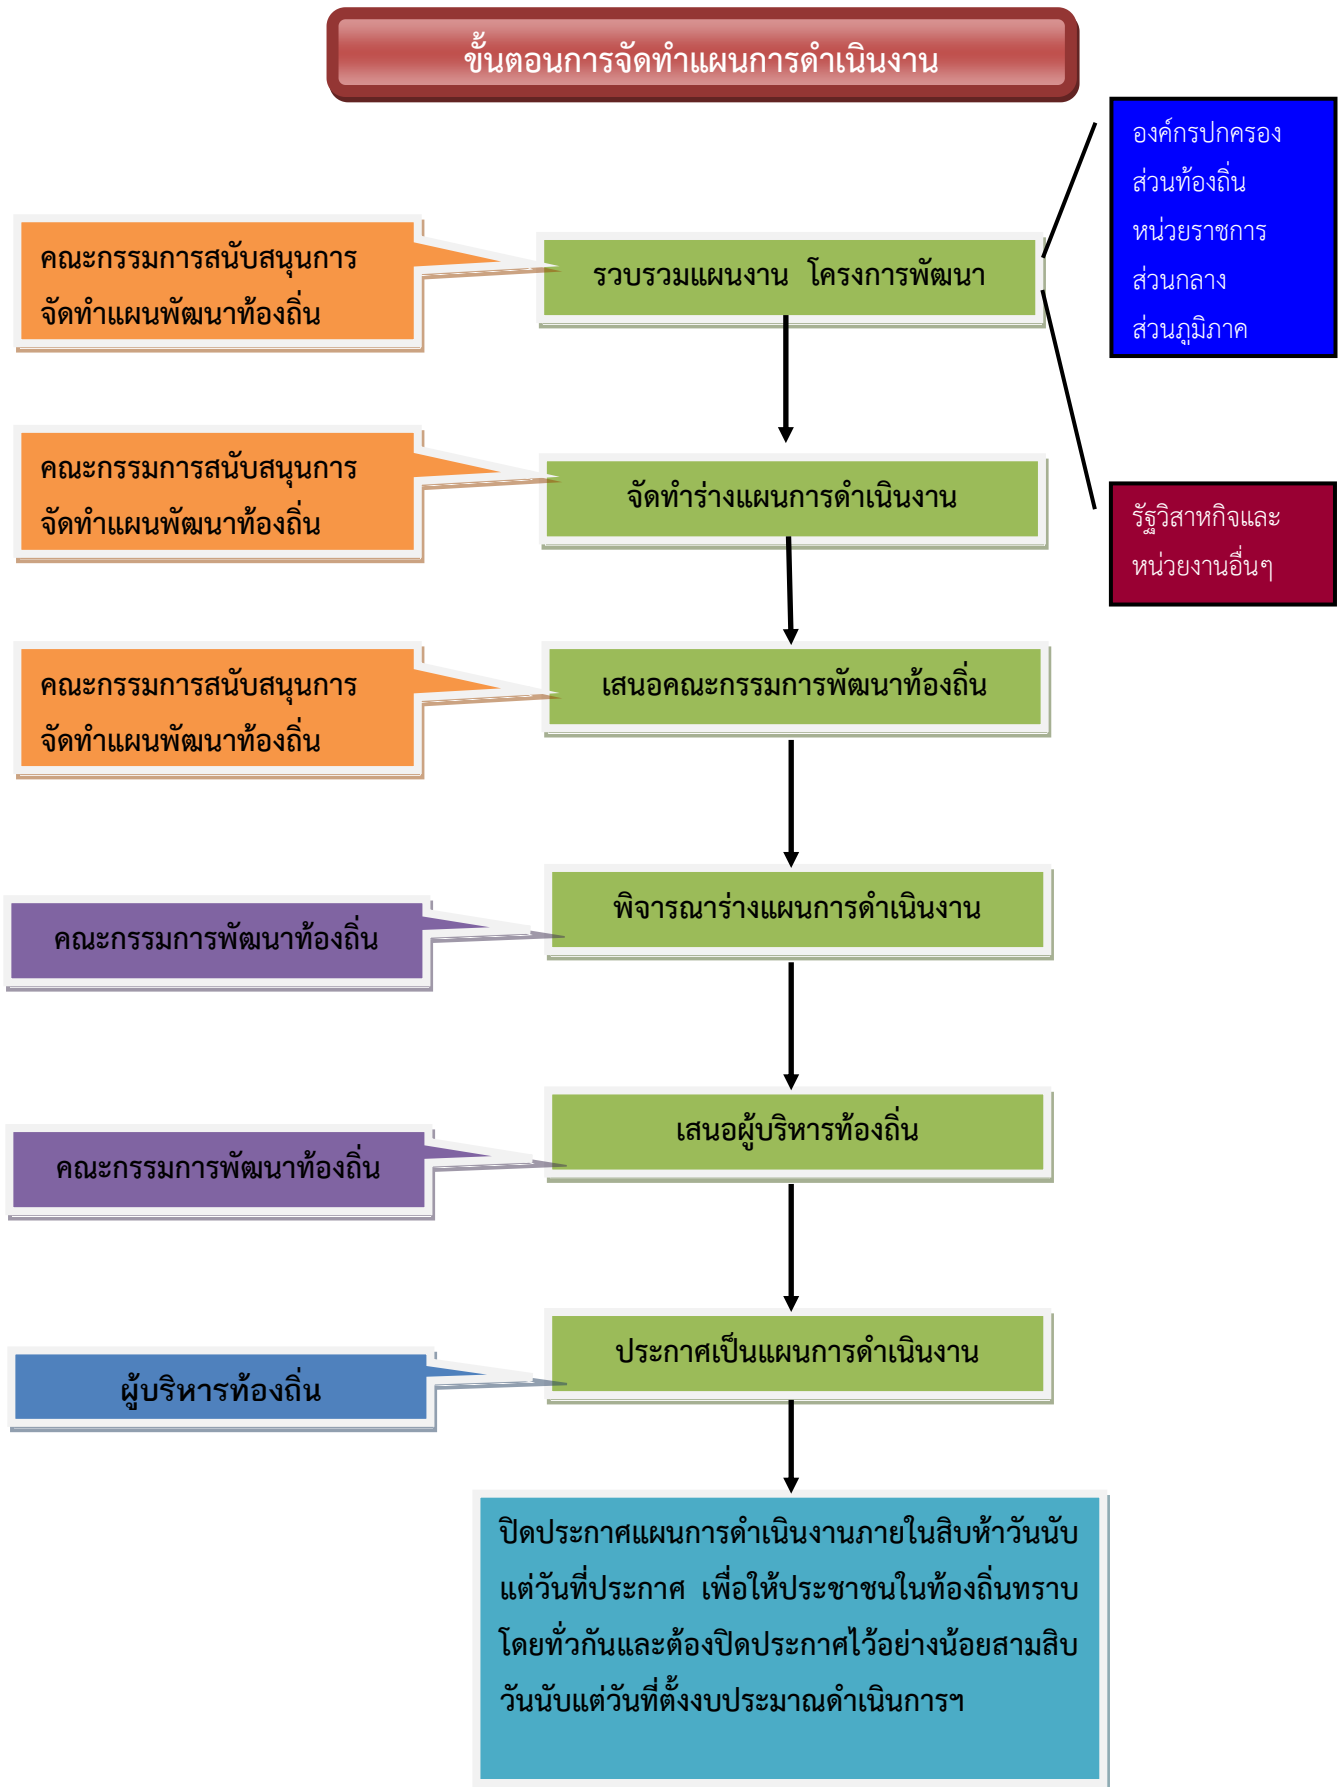 ขั้นตอนการจัดทำแผนการดำเนินงาน
องค์กรปกครอง
ส่วนท้องถิ่น
หน่วยราชการ
ส่วนกลาง
ส่วนภูมิภาค
คณะกรรมการสนับสนุนการ
จัดทำแผนพัฒนาท้องถิ่น
รวบรวมแผนงาน โครงการพัฒนา
คณะกรรมการสนับสนุนการ
จัดทำแผนพัฒนาท้องถิ่น
จัดทำร่างแผนการดำเนินงาน
รัฐวิสาหกิจและ
หน่วยงานอื่นๆ
คณะกรรมการสนับสนุนการ
จัดทำแผนพัฒนาท้องถิ่น
เสนอคณะกรรมการพัฒนาท้องถิ่น
คณะกรรมการพัฒนาท้องถิ่น
พิจารณาร่างแผนการดำเนินงาน
คณะกรรมการพัฒนาท้องถิ่น
เสนอผู้บริหารท้องถิ่น
ผู้บริหารท้องถิ่น
ประกาศเป็นแผนการดำเนินงาน
ปิดประกาศแผนการดำเนินงานภายในสิบห้าวันนับ
แต่วันที่ประกาศ เพื่อให้ประชาชนในท้องถิ่นทราบ
โดยทั่วกันและต้องปิดประกาศไว้อย่างน้อยสามสิบ
วันนับแต่วันที่ตั้งงบประมาณดำเนินการฯ